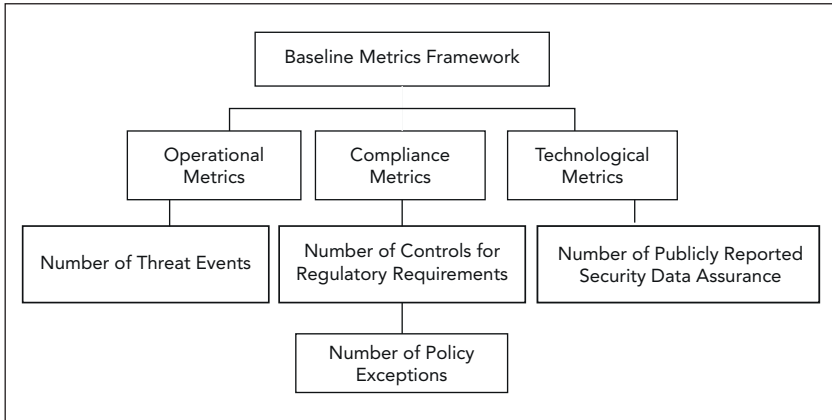 Baseline Metrics Framework
Operational
Metrics
Compliance
Metrics
Technological
Metrics
Number of Threat Events
Number of Controls for
Regulatory Requirements
Number of Publicly Reported
Security Data Assurance
Number of Policy
Exceptions